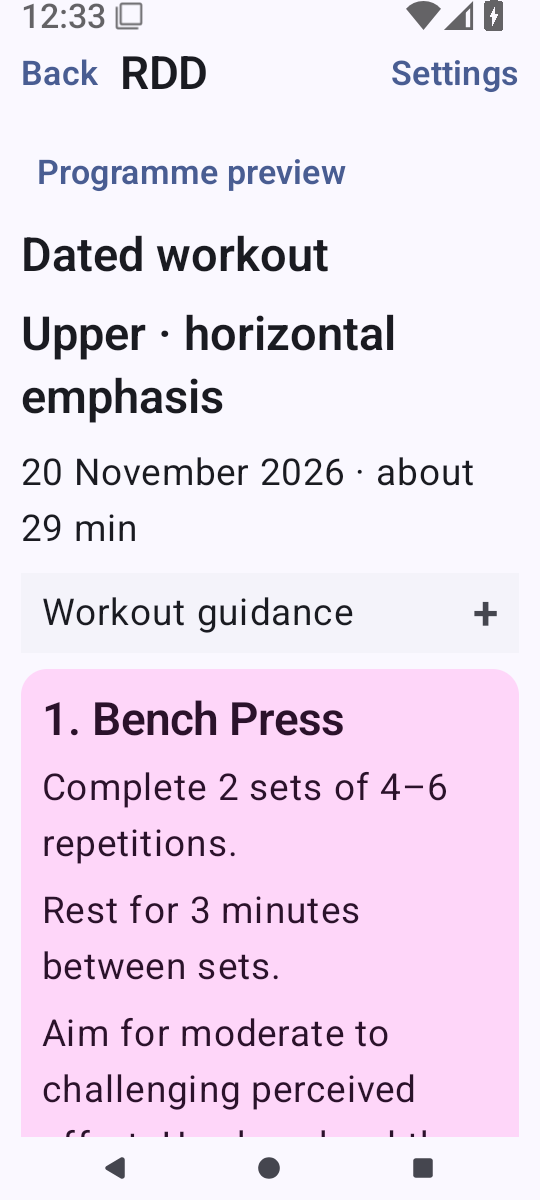 12:33
Back RDD Settings
Programme preview
Dated workout
Upper · horizontal
emphasis
20 November 2026 · about
29 min
Workout guidance +
1. Bench Press
Complete 2 sets of 4–6
repetitions.
Rest for 3 minutes
between sets.
Aim for moderate to
challenging perceived